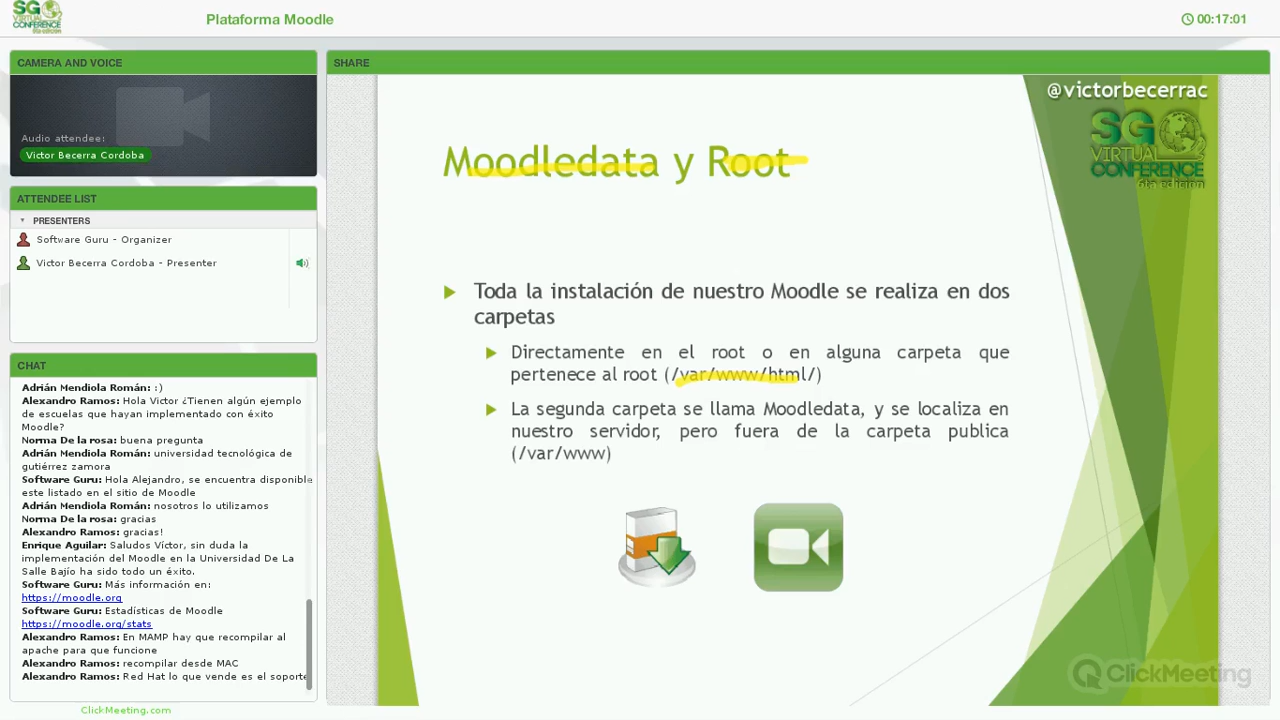 SG
VIRTUAL
CONFERENCE
6ta edición
Plataforma Moodle
00:17:01
CAMERA AND VOICE
Audio attendee:
Victor Becerra Cordoba
ATTENDEE LIST
PRESENTERS
Software Guru - Organizer
Victor Becerra Cordoba - Presenter
CHAT
Adrián Mendiola Román: :)
Alexandro Ramos: Hola Victor ¿Tienen algún ejemplo
de escuelas que hayan implementado con éxito
Moodle?
Norma De la rosa: buena pregunta
Adrián Mendiola Román: universidad tecnológica de
gutiérrez zamora
Software Guru: Hola Alejandro, se encuentra disponible
este listado en el sitio de Moodle
Adrián Mendiola Román: nosotros lo utilizamos
Norma De la rosa: gracias
Alexandro Ramos: gracias!
Enrique Aguilar: Saludos Víctor, sin duda la
implementación del Moodle en la Universidad De La
Salle Bajío ha sido todo un éxito.
Software Guru: Más información en:
https://moodle.org
Software Guru: Estadísticas de Moodle
https://moodle.org/stats
Alexandro Ramos: En MAMP hay que recompilar al
apache para que funcione
Alexandro Ramos: recompilar desde MAC
Alexandro Ramos: Red Hat lo que vende es el soporte
ClickMeeting.com
SHARE
@victorbecerrac
SG
VIRTUAL
CONFERENCE
6ta edición
Moodledata y Root
Toda la instalación de nuestro Moodle se realiza en dos
carpetas
Directamente en el root o en alguna carpeta que
pertenece al root (/var/www/html/)
La segunda carpeta se llama Moodledata, y se localiza en
nuestro servidor, pero fuera de la carpeta publica
(/var/www)
ClickMeeting